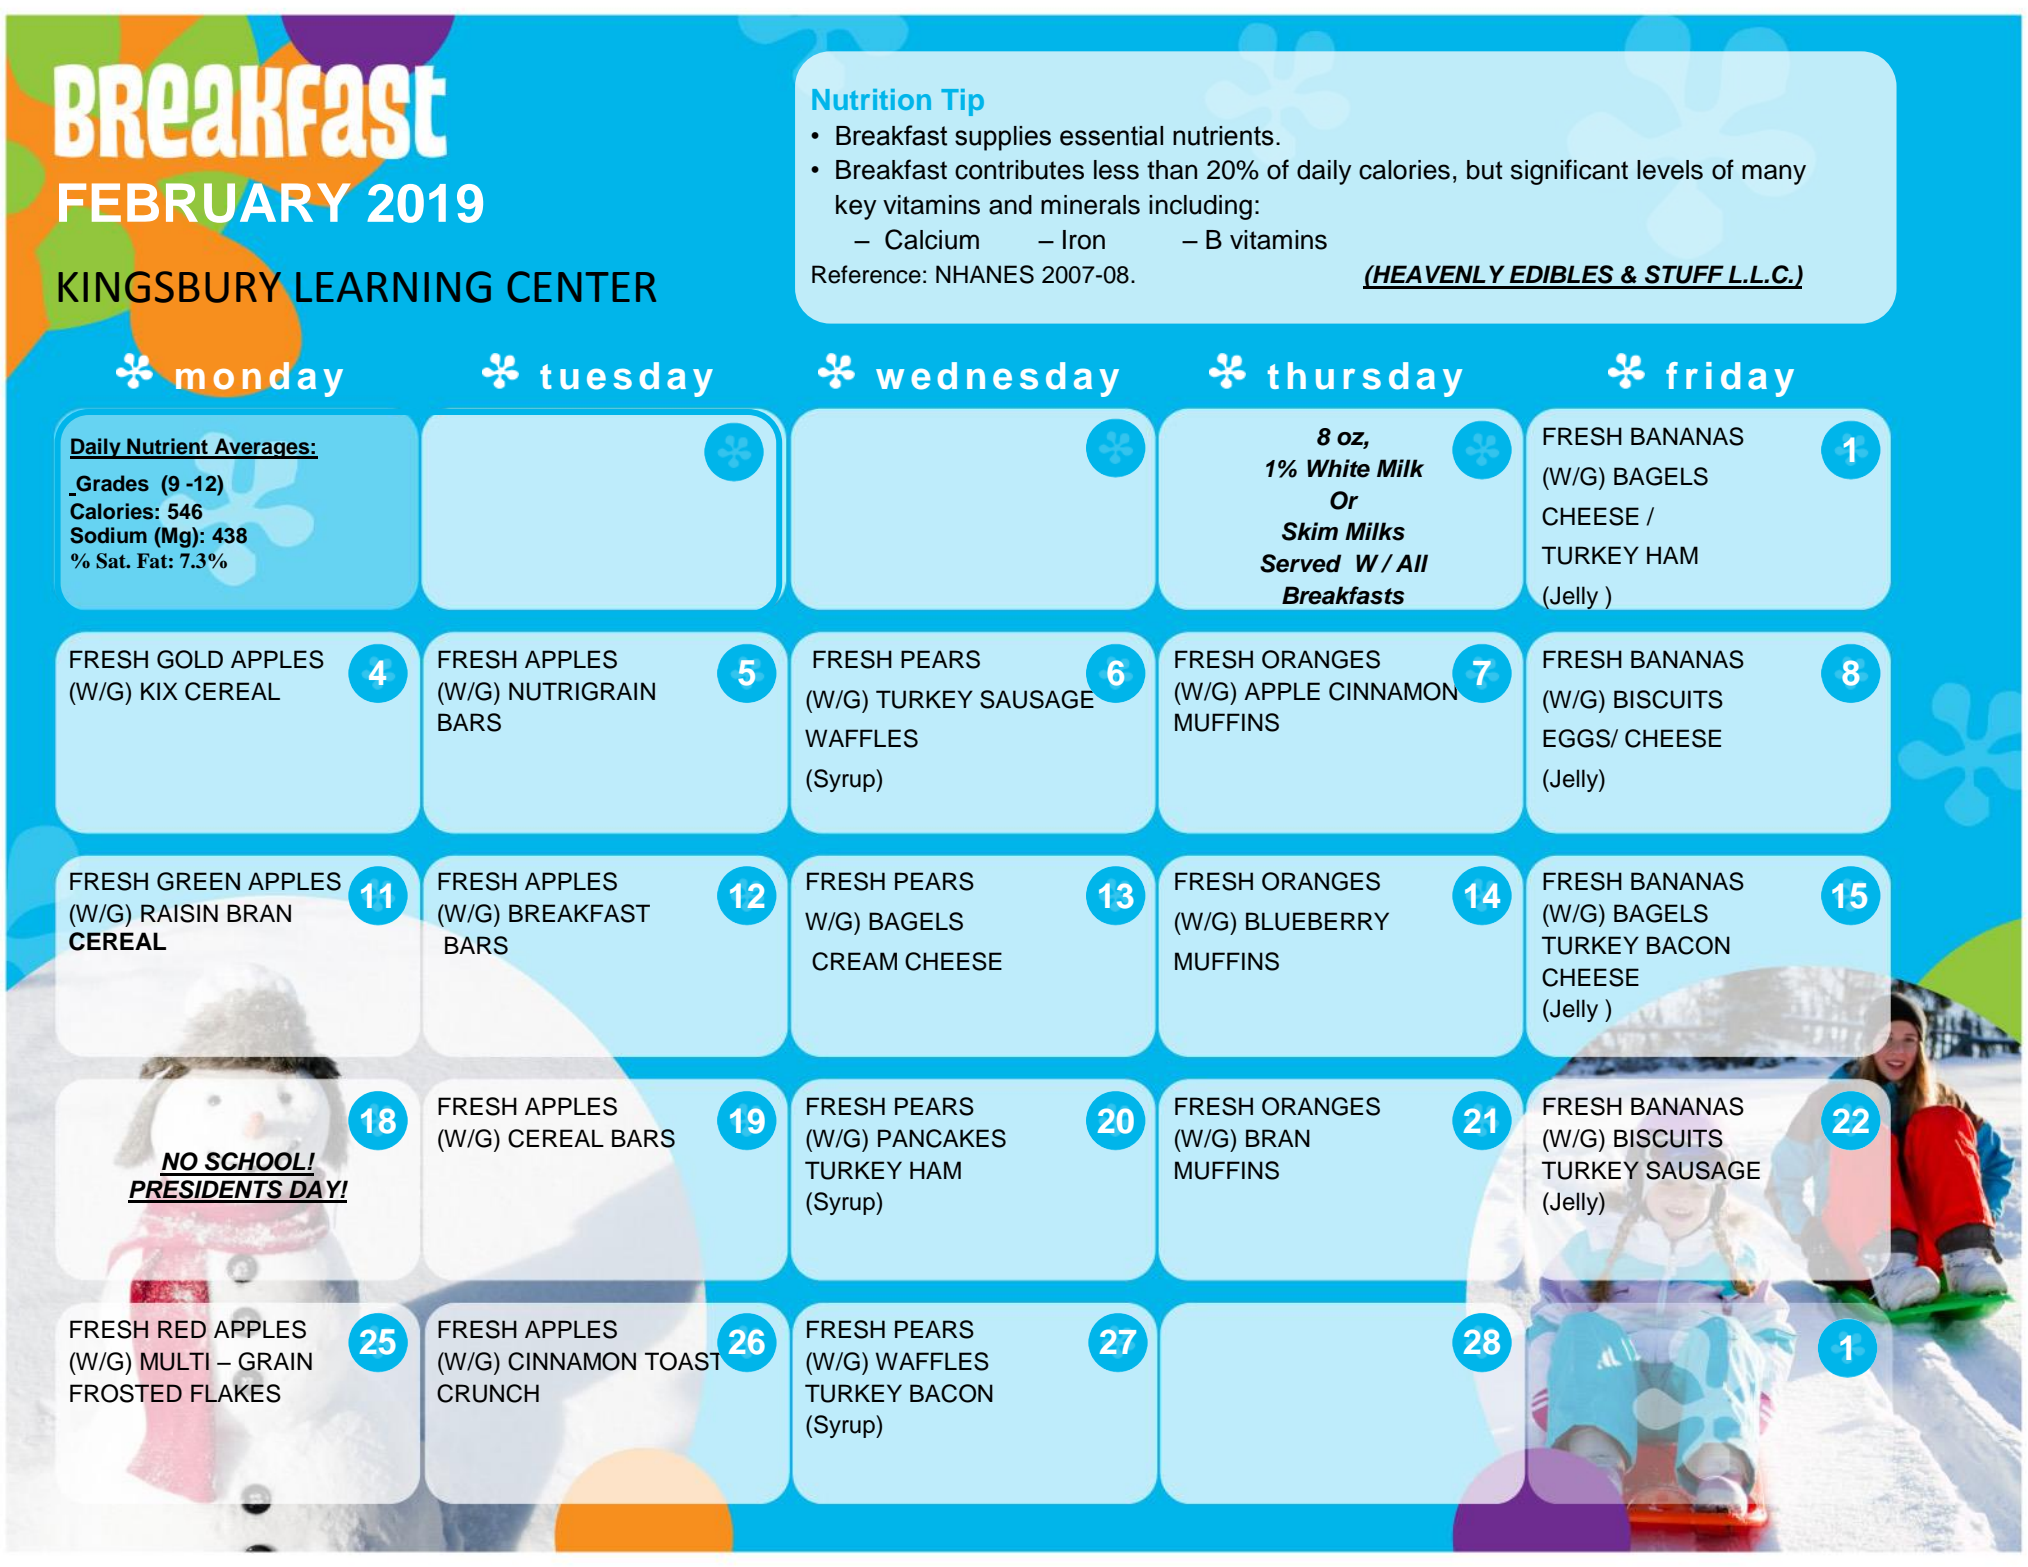 BREAKFAST
FEBRUARY 2019
KINGSBURY LEARNING CENTER
Nutrition Tip
• Breakfast supplies essential nutrients.
• Breakfast contributes less than 20% of daily calories, but significant levels of many
key vitamins and minerals including:
– Calcium – Iron – B vitamins
Reference: NHANES 2007-08. (HEAVENLY EDIBLES & STUFF L.L.C.)
monday tuesday wednesday thursday friday
Daily Nutrient Averages:
Grades (9 -12)
Calories: 546
Sodium (Mg): 438
% Sat. Fat: 7.3%
8 oz,
1% White Milk
Or
Skim Milks
Served W / All
Breakfasts
1
FRESH BANANAS
(W/G) BAGELS
CHEESE /
TURKEY HAM
(Jelly )
4
FRESH GOLD APPLES
(W/G) KIX CEREAL
5
FRESH APPLES
(W/G) NUTRIGRAIN
BARS
6
FRESH PEARS
(W/G) TURKEY SAUSAGE
WAFFLES
(Syrup)
7
FRESH ORANGES
(W/G) APPLE CINNAMON
MUFFINS
8
FRESH BANANAS
(W/G) BISCUITS
EGGS/ CHEESE
(Jelly)
11
FRESH GREEN APPLES
(W/G) RAISIN BRAN
CEREAL
12
FRESH APPLES
(W/G) BREAKFAST
BARS
13
FRESH PEARS
W/G) BAGELS
CREAM CHEESE
14
FRESH ORANGES
(W/G) BLUEBERRY
MUFFINS
15
FRESH BANANAS
(W/G) BAGELS
TURKEY BACON
CHEESE
(Jelly )
18
NO SCHOOL!
PRESIDENTS DAY!
19
FRESH APPLES
(W/G) CEREAL BARS
20
FRESH PEARS
(W/G) PANCAKES
TURKEY HAM
(Syrup)
21
FRESH ORANGES
(W/G) BRAN
MUFFINS
22
FRESH BANANAS
(W/G) BISCUITS
TURKEY SAUSAGE
(Jelly)
25
FRESH RED APPLES
(W/G) MULTI – GRAIN
FROSTED FLAKES
26
FRESH APPLES
(W/G) CINNAMON TOAST
CRUNCH
27
FRESH PEARS
(W/G) WAFFLES
TURKEY BACON
(Syrup)
28
1